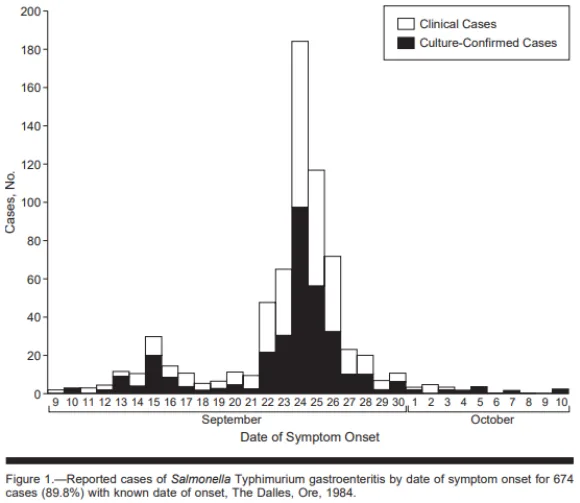 200
Clinical Cases
Culture-Confirmed Cases
180
160
140
120
100
80
60
40
20
0
Cases, No.
9 10 11 12 13 14 15 16 17 18 19 20 21 22 23 24 25 26 27 28 29 30 1 2 3 4 5 6 7 8 9 10
September October
Date of Symptom Onset
Figure 1.—Reported cases of Salmonella Typhimurium gastroenteritis by date of symptom onset for 674
cases (89.8%) with known date of onset, The Dalles, Ore, 1984.